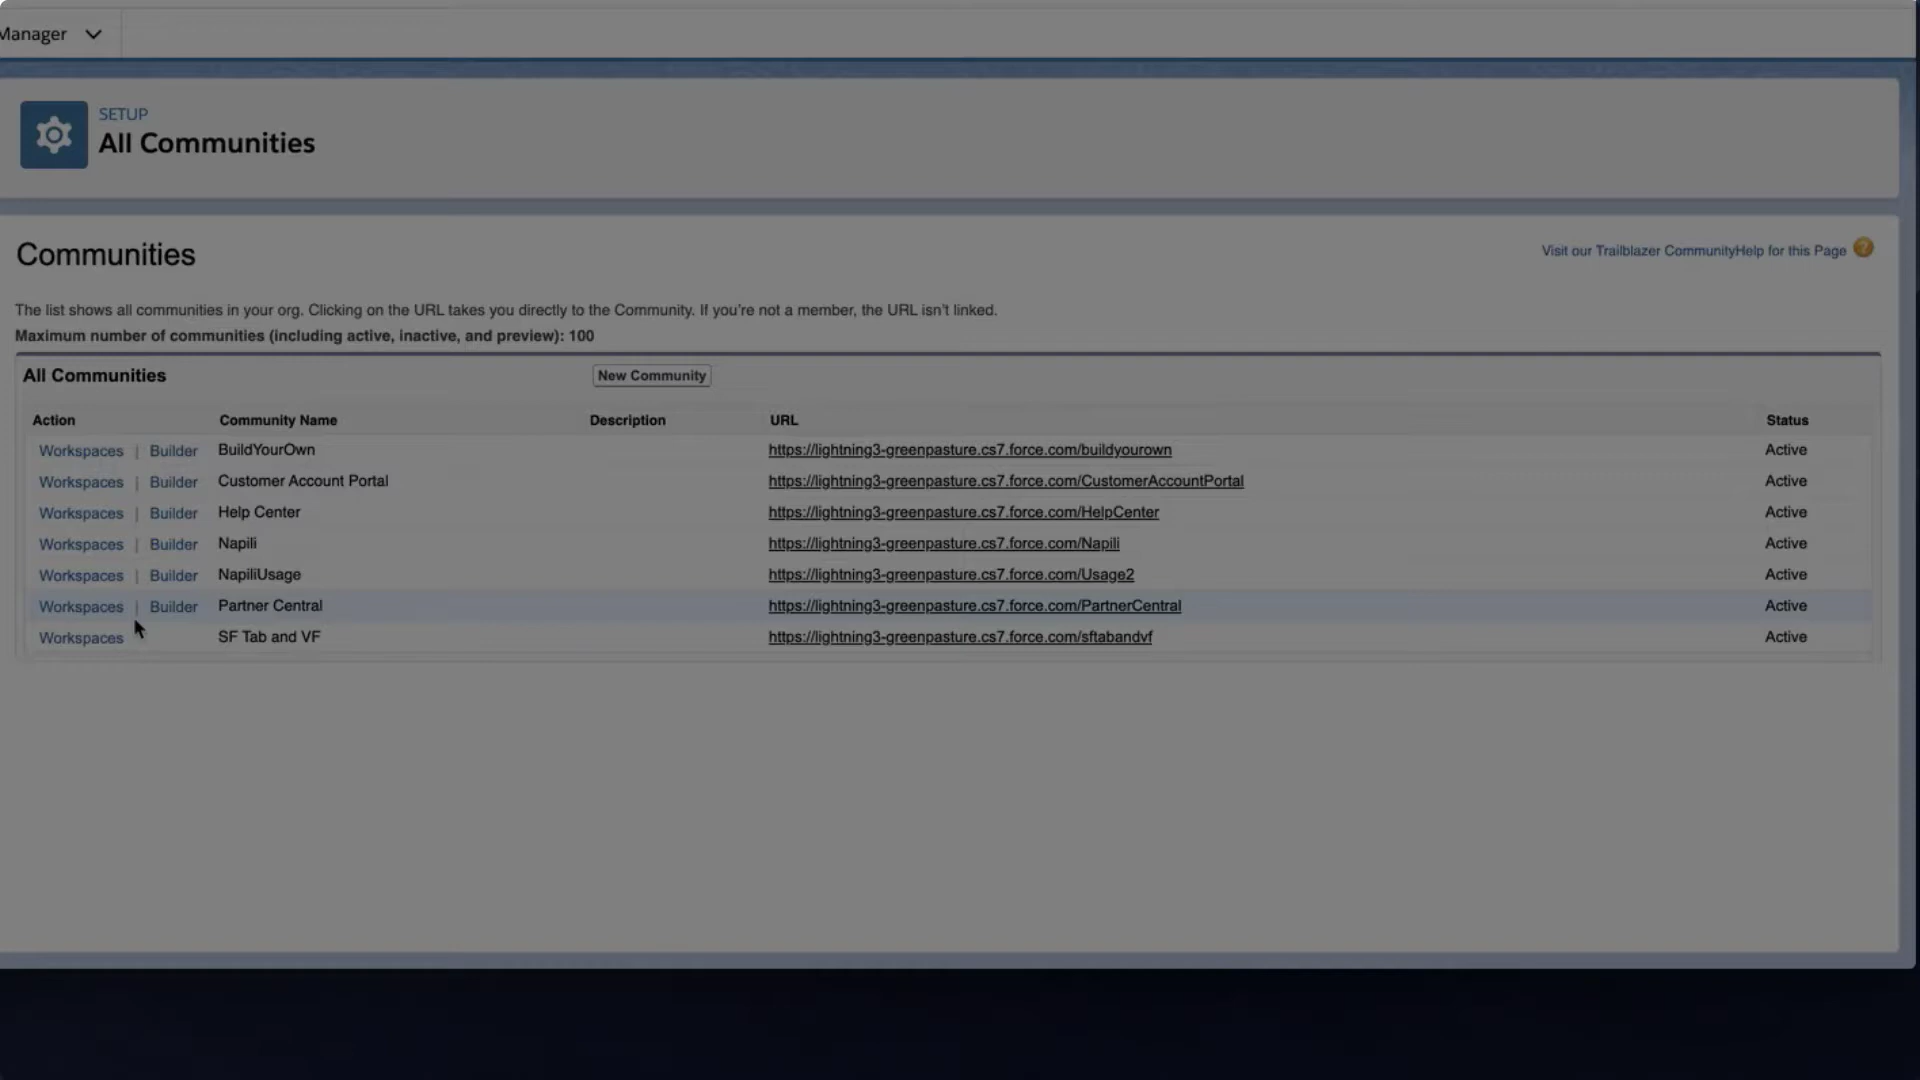 Manager
SETUP
All Communities
Communities
Visit our Trailblazer CommunityHelp for this Page ?
The list shows all communities in your org. Clicking on the URL takes you directly to the Community. If you're not a member, the URL isn't linked.
Maximum number of communities (including active, inactive, and preview): 100
All Communities New Community
Action Community Name Description URL Status
Workspaces | Builder BuildYourOwn https://lightning3-greenpasture.cs7.force.com/buildyourown Active
Workspaces | Builder Customer Account Portal https://lightning3-greenpasture.cs7.force.com/CustomerAccountPortal Active
Workspaces | Builder Help Center https://lightning3-greenpasture.cs7.force.com/HelpCenter Active
Workspaces | Builder Napili https://lightning3-greenpasture.cs7.force.com/Napili Active
Workspaces | Builder NapiliUsage https://lightning3-greenpasture.cs7.force.com/Usage2 Active
Workspaces | Builder Partner Central https://lightning3-greenpasture.cs7.force.com/PartnerCentral Active
Workspaces SF Tab and VF https://lightning3-greenpasture.cs7.force.com/sftabandvf Active